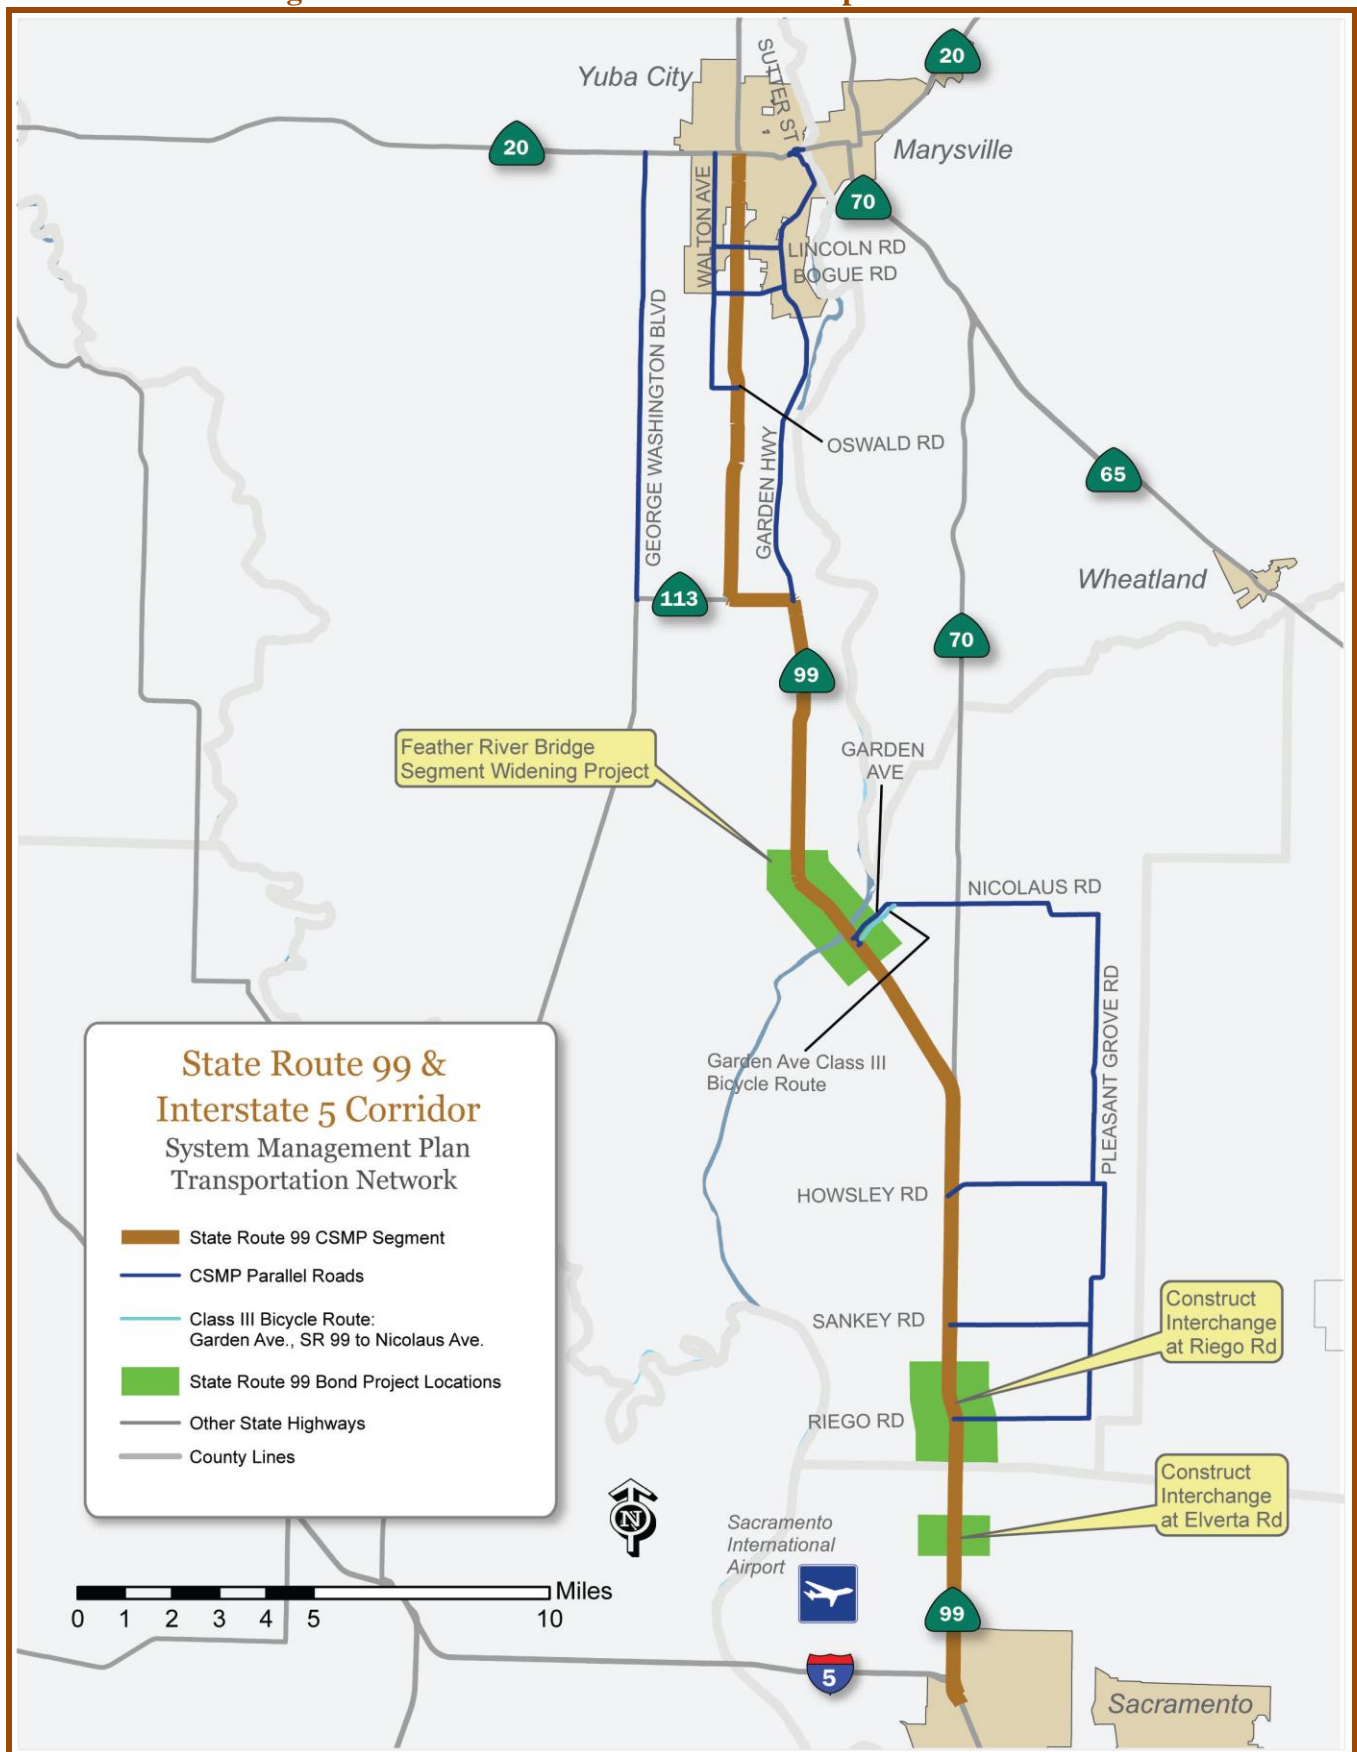 20
Yuba City
SUTTER ST
20
Marysville
70
WALTON AVE
LINCOLN RD
BOGUE RD
GEORGE WASHINGTON BLVD
GARDEN HWY
OSWALD RD
65
113
Wheatland
70
99
Feather River Bridge
Segment Widening Project
GARDEN
AVE
NICOLAUS RD
PLEASANT GROVE RD
Garden Ave Class III
Bicycle Route
State Route 99 &
Interstate 5 Corridor
System Management Plan
Transportation Network
State Route 99 CSMP Segment
CSMP Parallel Roads
Class III Bicycle Route:
Garden Ave., SR 99 to Nicolaus Ave.
State Route 99 Bond Project Locations
Other State Highways
County Lines
HOWSLEY RD
SANKEY RD
Construct
Interchange
at Riego Rd
RIEGO RD
Construct
Interchange
at Elverta Rd
N
Sacramento
International
Airport
Miles
0 1 2 3 4 5 10
99
5
Sacramento